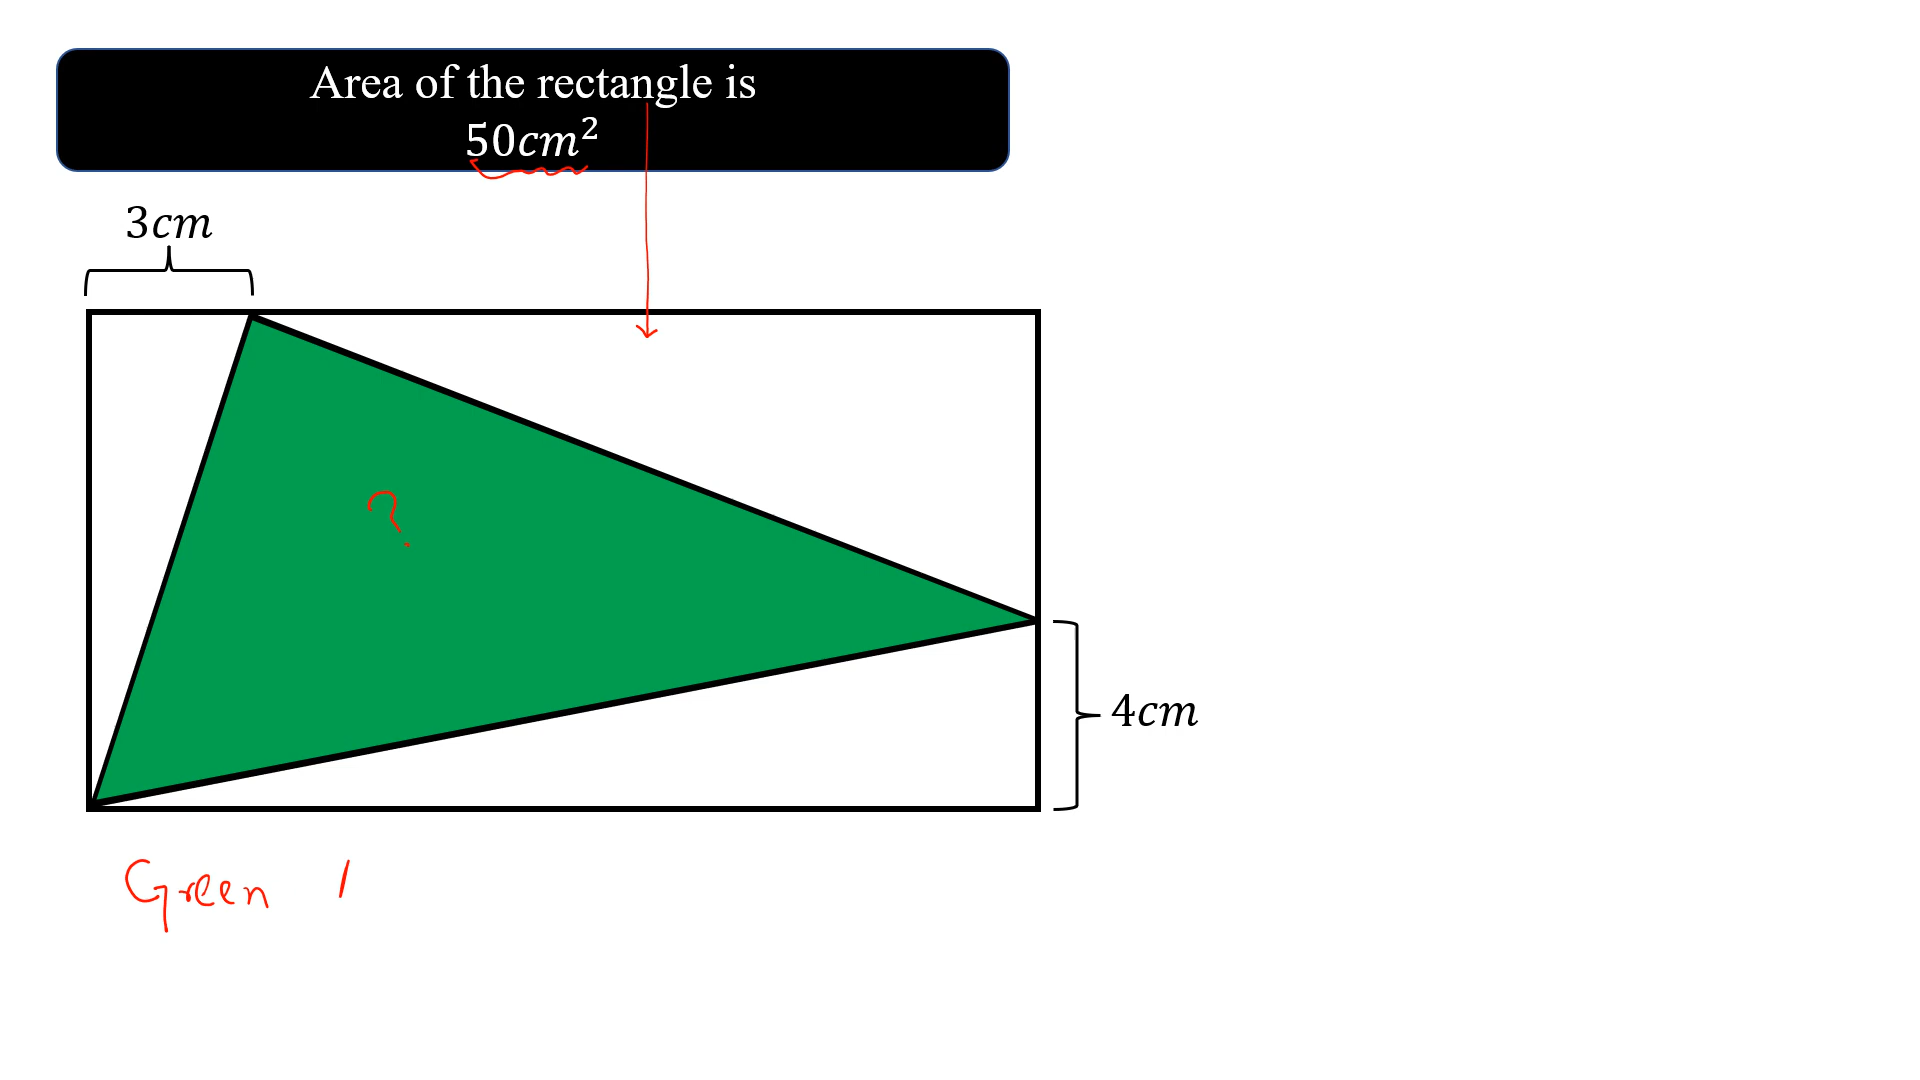 Area of the rectangle is
50cm²
3cm
?
4cm
Green